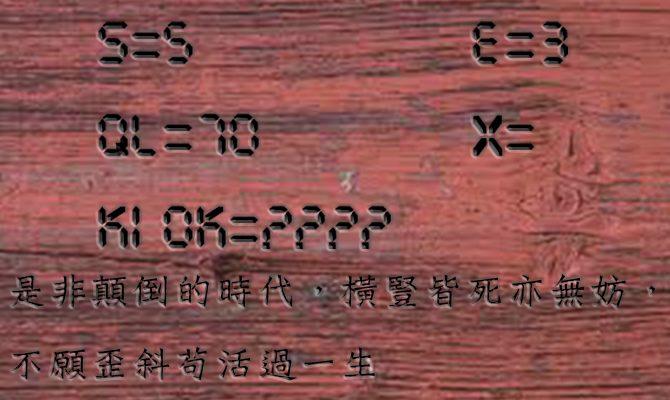 S=5 E=3
QL=70 X=
KI OK=????
是非顛倒的時代，橫豎皆死亦無妨，
不願歪斜苟活過一生